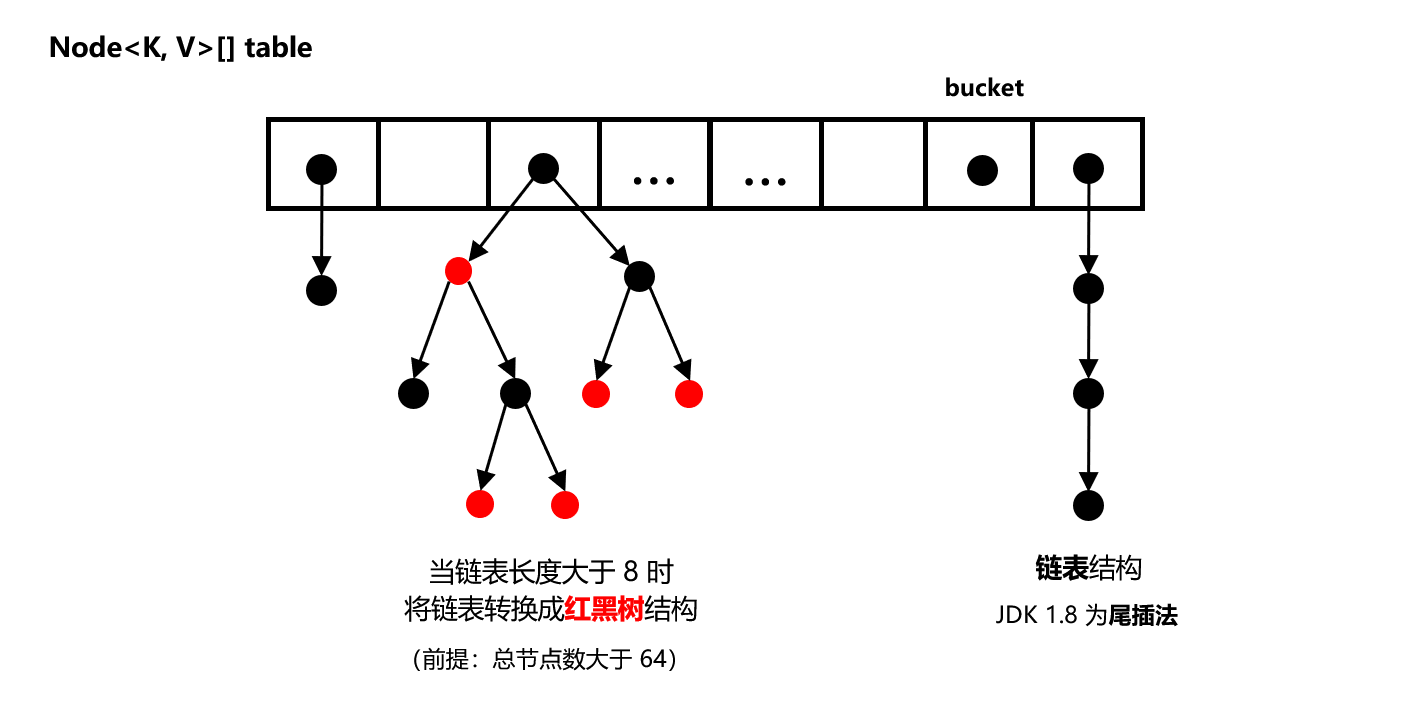 Node<K, V>[] table
bucket
... ...
当链表长度大于 8 时
将链表转换成红黑树结构
（前提：总节点数大于 64）
链表结构
JDK 1.8 为尾插法